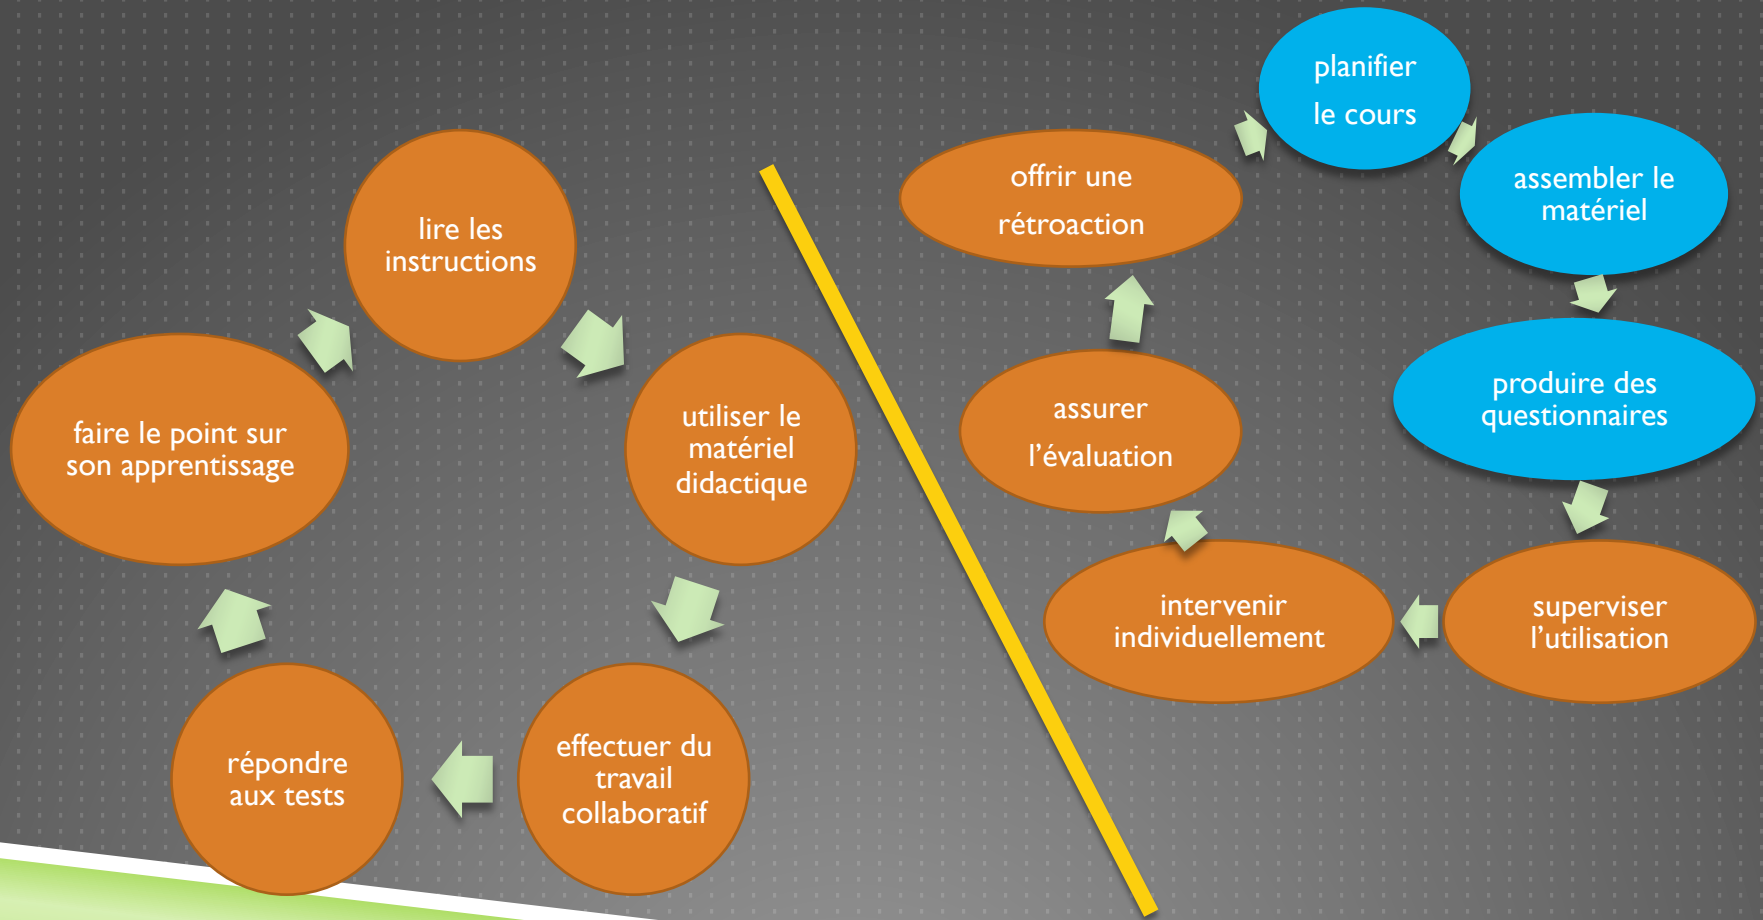 lire les
instructions
utiliser le
matériel
didactique
effectuer du
travail
collaboratif
répondre
aux tests
faire le point sur
son apprentissage
planifier
le cours
assembler le
matériel
produire des
questionnaires
superviser
l’utilisation
intervenir
individuellement
assurer
l’évaluation
offrir une
rétroaction